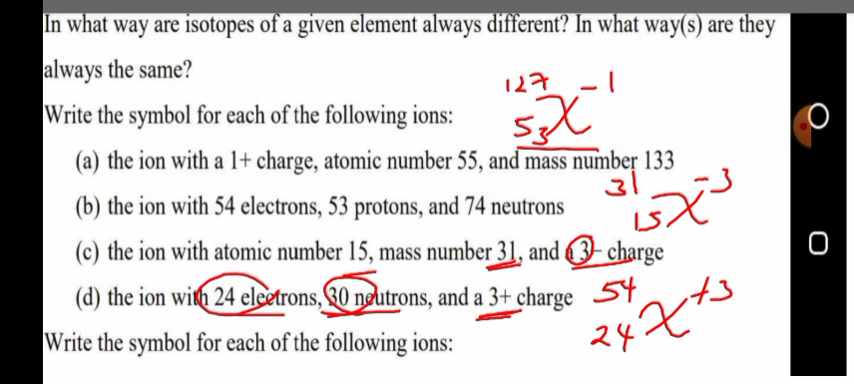 In what way are isotopes of a given element always different? In what way(s) are they
always the same?
Write the symbol for each of the following ions:
127 53 X -1
(a) the ion with a 1+ charge, atomic number 55, and mass number 133
(b) the ion with 54 electrons, 53 protons, and 74 neutrons
31 15 X -3
(c) the ion with atomic number 15, mass number 31, and a 3– charge
(d) the ion with 24 electrons, 30 neutrons, and a 3+ charge
54 24 X +3
Write the symbol for each of the following ions: